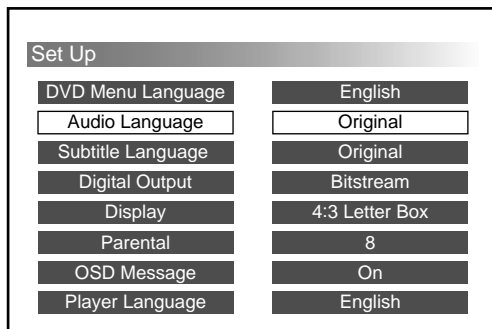 Set Up
DVD Menu Language English
Audio Language Original
Subtitle Language Original
Digital Output Bitstream
Display 4:3 Letter Box
Parental 8
OSD Message On
Player Language English